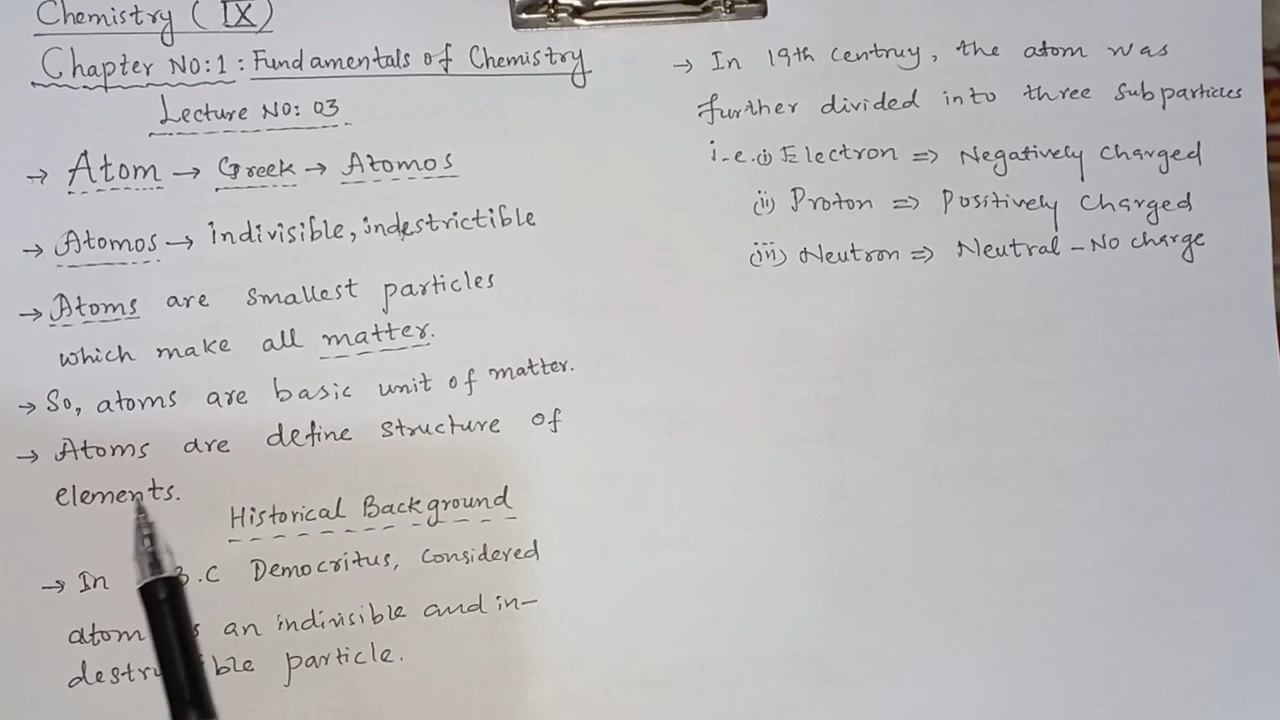 Chemistry (IX)
Chapter NO:1: Fundamentals of Chemistry
Lecture NO: 03
→ Atom → Greek → Atomos
→ Atomos → indivisible, indestrictible
→ Atoms are smallest particles
which make all matter.
→ So, atoms are basic unit of matter.
→ Atoms are define structure of
elements.
Historical Background
→ In B.C Democritus, Considered
atom an indivisible and in-
particle.
→ In 19th centruy, the atom was
further divided into three subparticles
i-e. (i) Electron => Negatively Charged
(ii) Proton => Positively Charged
(iii) Neutron => Neutral - No charge